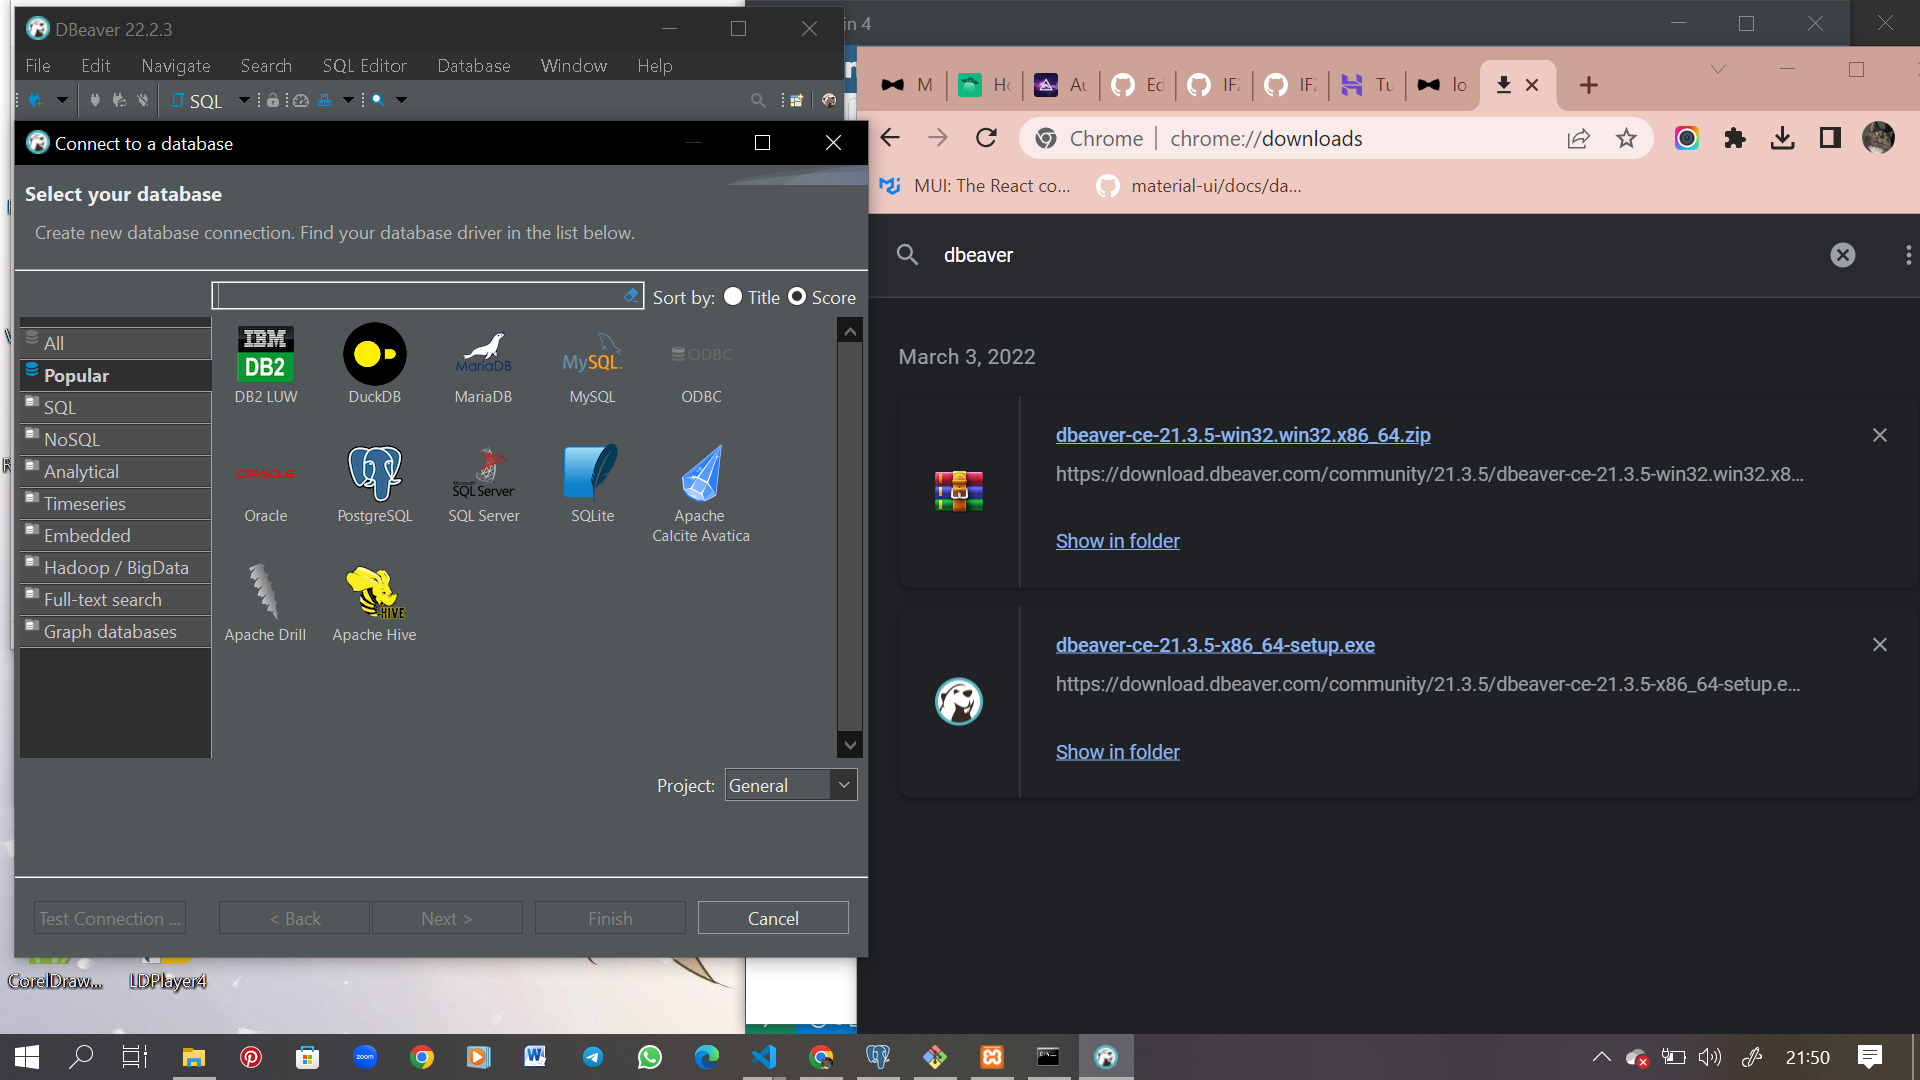 DBeaver 22.2.3
File Edit Navigate Search SQL Editor Database Window Help
SQL
Connect to a database
Select your database
Create new database connection. Find your database driver in the list below.
Sort by: Title Score
All
Popular
SQL
NoSQL
Analytical
Timeseries
Embedded
Hadoop / BigData
Full-text search
Graph databases
IBM
DB2
DB2 LUW
DuckDB
MariaDB
MariaDB
MySQL
MySQL
ODBC
ODBC
ORACLE
Oracle
PostgreSQL
Microsoft
SQL Server
SQL Server
SQLite
Apache
Calcite Avatica
Apache Drill
HIVE
Apache Hive
Project: General
Test Connection ...
< Back
Next >
Finish
Cancel
in 4
M
Ho
Au
Ed
IF2
IF2
Tu
lo
Chrome
chrome://downloads
MUI: The React co...
material-ui/docs/da...
dbeaver
March 3, 2022
dbeaver-ce-21.3.5-win32.win32.x86_64.zip
https://download.dbeaver.com/community/21.3.5/dbeaver-ce-21.3.5-win32.win32.x8...
Show in folder
dbeaver-ce-21.3.5-x86_64-setup.exe
https://download.dbeaver.com/community/21.3.5/dbeaver-ce-21.3.5-x86_64-setup.e...
Show in folder
CorelDraw...
LDPlayer4
zoom
21:50